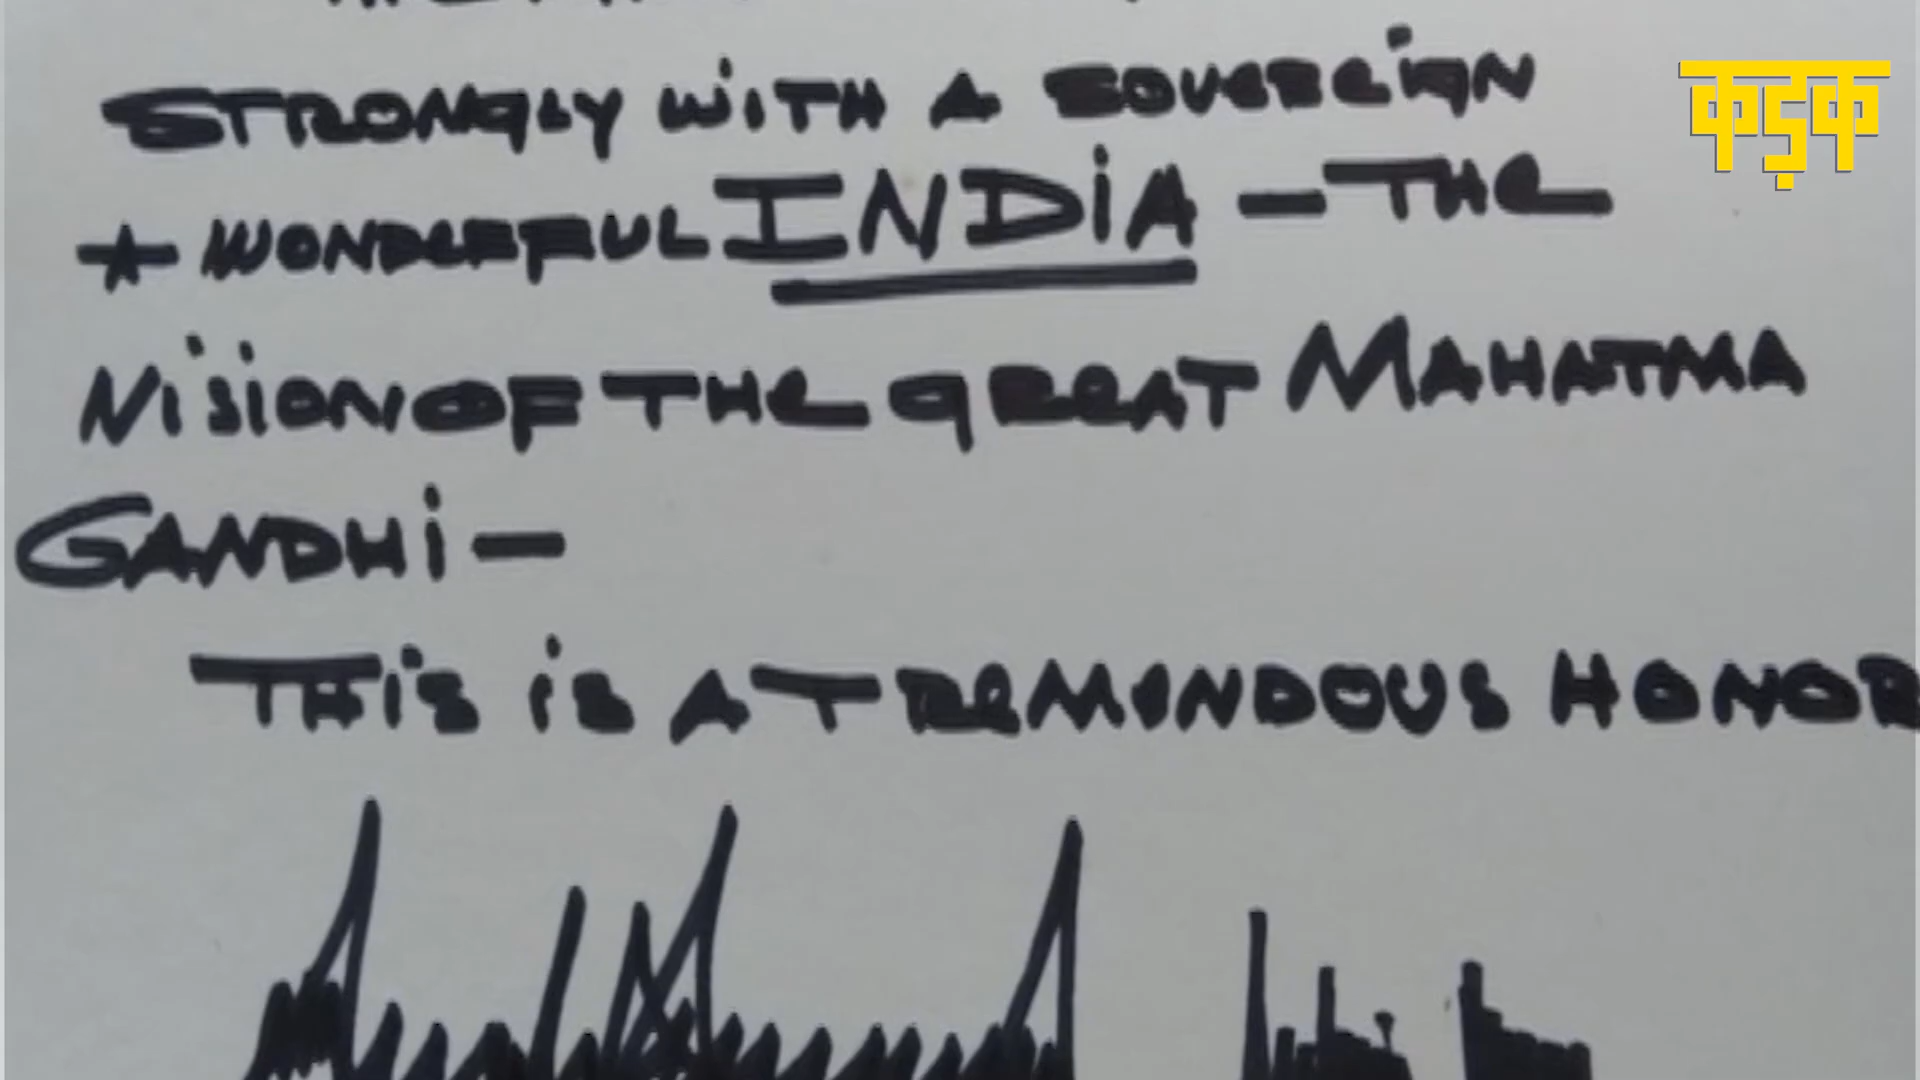 STRONGLY WITH A SOVEREIGN
कड़क
+ WONDERFUL INDIA — THE
VISION OF THE GREAT MAHATMA
GANDHI —
THIS IS A TREMENDOUS HONOR